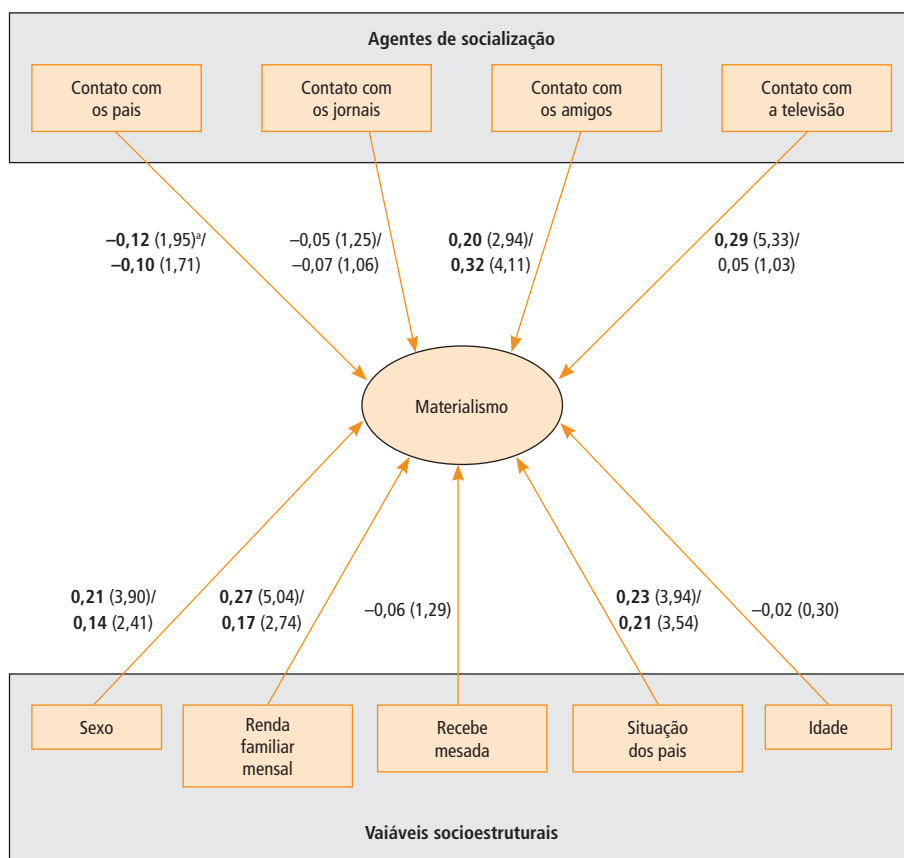 Agentes de socialização
Contato com
os pais
Contato com
os jornais
Contato com
os amigos
Contato com
a televisão
–0,12 (1,95)ᵃ/
–0,10 (1,71)
–0,05 (1,25)/
–0,07 (1,06)
0,20 (2,94)/
0,32 (4,11)
0,29 (5,33)/
0,05 (1,03)
Materialismo
0,21 (3,90)/
0,14 (2,41)
0,27 (5,04)/
0,17 (2,74)
–0,06 (1,29)
0,23 (3,94)/
0,21 (3,54)
–0,02 (0,30)
Sexo
Renda
familiar
mensal
Recebe
mesada
Situação
dos pais
Idade
Vaiáveis socioestruturais